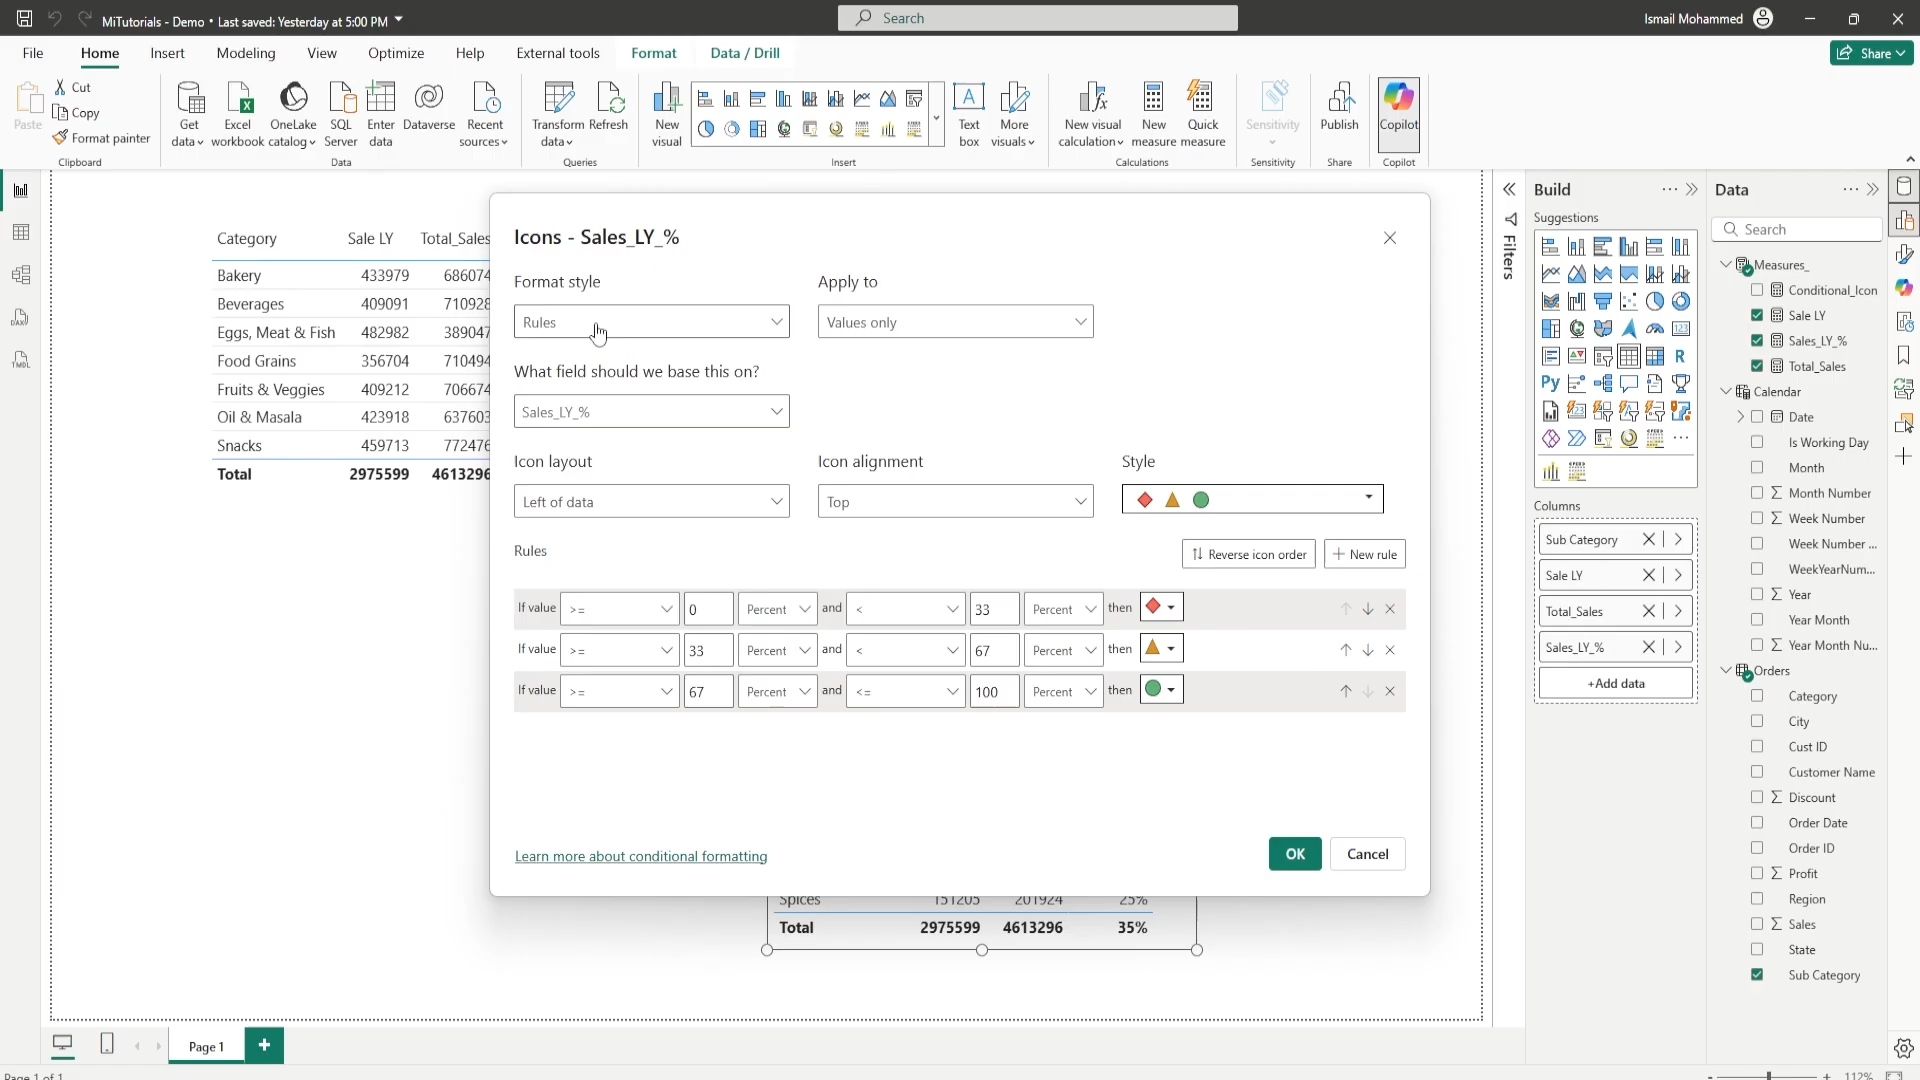 MiTutorials - Demo • Last saved: Yesterday at 5:00 PM
Search
Ismail Mohammed
File Home Insert Modeling View Optimize Help External tools Format Data / Drill
Share
Paste
Cut
Copy
Format painter
Clipboard
Get data
Excel workbook
OneLake catalog
SQL Server
Enter data
Dataverse
Recent sources
Data
Transform data
Refresh
Queries
New visual
Text box
More visuals
Insert
New visual calculation
New measure
Quick measure
Calculations
Sensitivity
Sensitivity
Publish
Share
Copilot
Copilot
DAX
TMDL
Category Sale LY Total_Sales
Bakery 433979 686074
Beverages 409091 710928
Eggs, Meat & Fish 482982 389047
Food Grains 356704 710494
Fruits & Veggies 409212 706674
Oil & Masala 423918 637603
Snacks 459713 772476
Total 2975599 4613296
Icons - Sales_LY_%
Format style
Rules
Apply to
Values only
What field should we base this on?
Sales_LY_%
Icon layout
Left of data
Icon alignment
Top
Style
Rules
Reverse icon order
New rule
If value >= 0 Percent and < 33 Percent then
If value >= 33 Percent and < 67 Percent then
If value >= 67 Percent and <= 100 Percent then
Learn more about conditional formatting
OK
Cancel
Spices 151205 201924 25%
Total 2975599 4613296 35%
Filters
Build
Suggestions
123
R
Py
Columns
Sub Category
Sale LY
Total_Sales
Sales_LY_%
+Add data
Data
Search
Measures_
Conditional_Icon
Sale LY
Sales_LY_%
Total_Sales
Calendar
Date
Is Working Day
Month
Month Number
Week Number
Week Number ...
WeekYearNum...
Year
Year Month
Year Month Nu...
Orders
Category
City
Cust ID
Customer Name
Discount
Order Date
Order ID
Profit
Region
Sales
State
Sub Category
Page 1
Page 1 of 1
112%